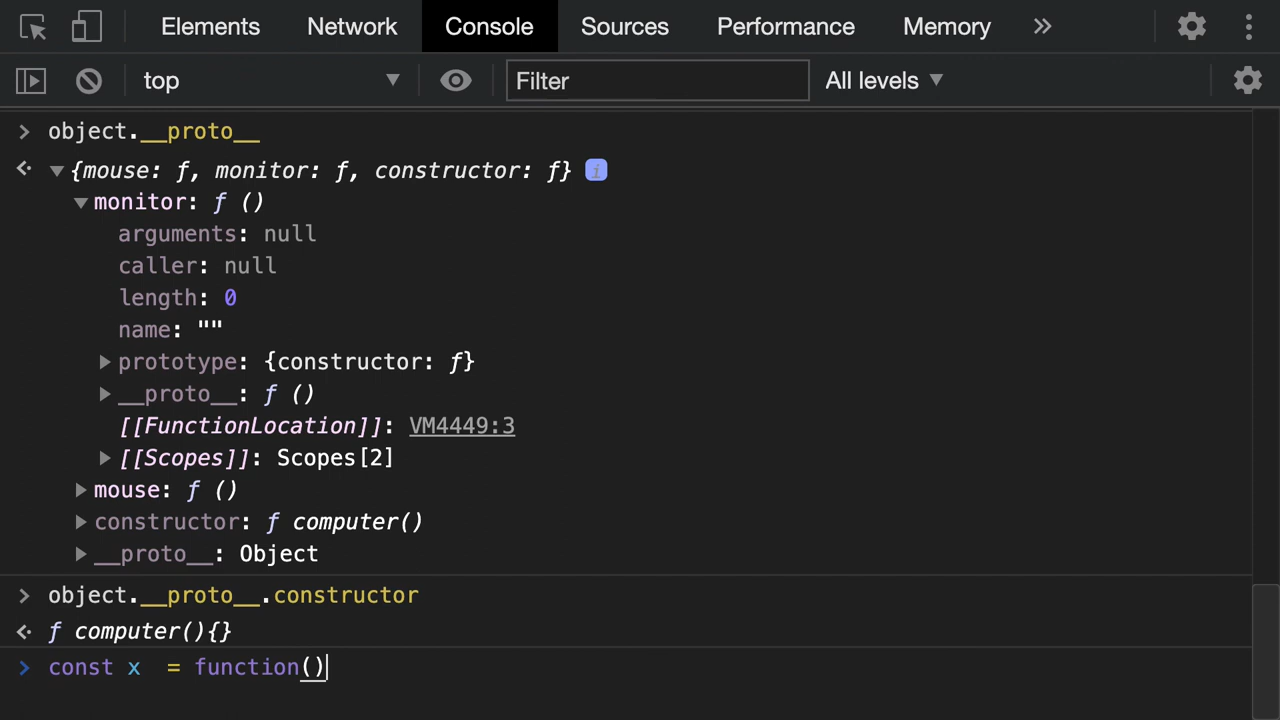 Elements Network Console Sources Performance Memory »
top Filter All levels
> object.__proto__
{mouse: ƒ, monitor: ƒ, constructor: ƒ} i
monitor: ƒ ()
arguments: null
caller: null
length: 0
name: ""
prototype: {constructor: ƒ}
__proto__: ƒ ()
[[FunctionLocation]]: VM4449:3
[[Scopes]]: Scopes[2]
mouse: ƒ ()
constructor: ƒ computer()
__proto__: Object
> object.__proto__.constructor
ƒ computer(){}
> const x  = function()